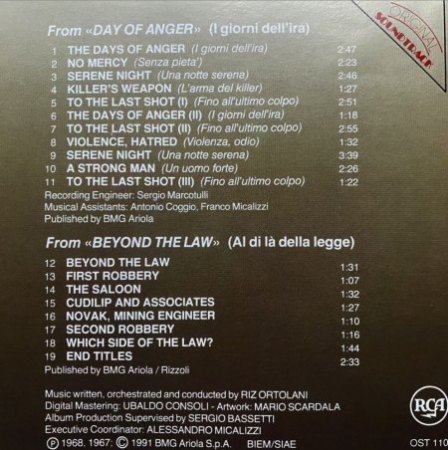 ORIGINAL
SOUNDTRACK
From «DAY OF ANGER» (I giorni dell'ira)
1 THE DAYS OF ANGER (I giorni dell'ira) 2:47
2 NO MERCY (Senza pieta') 2:23
3 SERENE NIGHT (Una notte serena) 2:46
4 KILLER'S WEAPON (L'arma del killer) 1:27
5 TO THE LAST SHOT (I) (Fino all'ultimo colpo) 2:51
6 THE DAYS OF ANGER (II) (I giorni dell'ira) 1:18
7 TO THE LAST SHOT (II) (Fino all'ultimo colpo) 2:55
8 VIOLENCE, HATRED (Violenza, odio) 1:12
9 SERENE NIGHT (Una notte serena) 3:39
10 A STRONG MAN (Un uomo forte) 2:26
11 TO THE LAST SHOT (III) (Fino all'ultimo colpo) 1:22
Recording Engineer: Sergio Marcotulli
Musical Assistants: Antonio Coggio, Franco Micalizzi
Published by BMG Ariola
From «BEYOND THE LAW» (Al di là della legge)
12 BEYOND THE LAW 1:31
13 FIRST ROBBERY 1:07
14 THE SALOON 1:32
15 CUDILIP AND ASSOCIATES 1:27
16 NOVAK, MINING ENGINEER 1:10
17 SECOND ROBBERY 1:16
18 WHICH SIDE OF THE LAW? 1:44
19 END TITLES 2:33
Published by BMG Ariola / Rizzoli
Music written, orchestrated and conducted by RIZ ORTOLANI
Digital Mastering: UBALDO CONSOLI - Artwork: MARIO SCARDALA
Album Production Supervised by SERGIO BASSETTI
Executive Coordinator: ALESSANDRO MICALIZZI
℗ 1968. 1967: © 1991 BMG Ariola S.p.A. BIEM/SIAE
RCA
OST 110